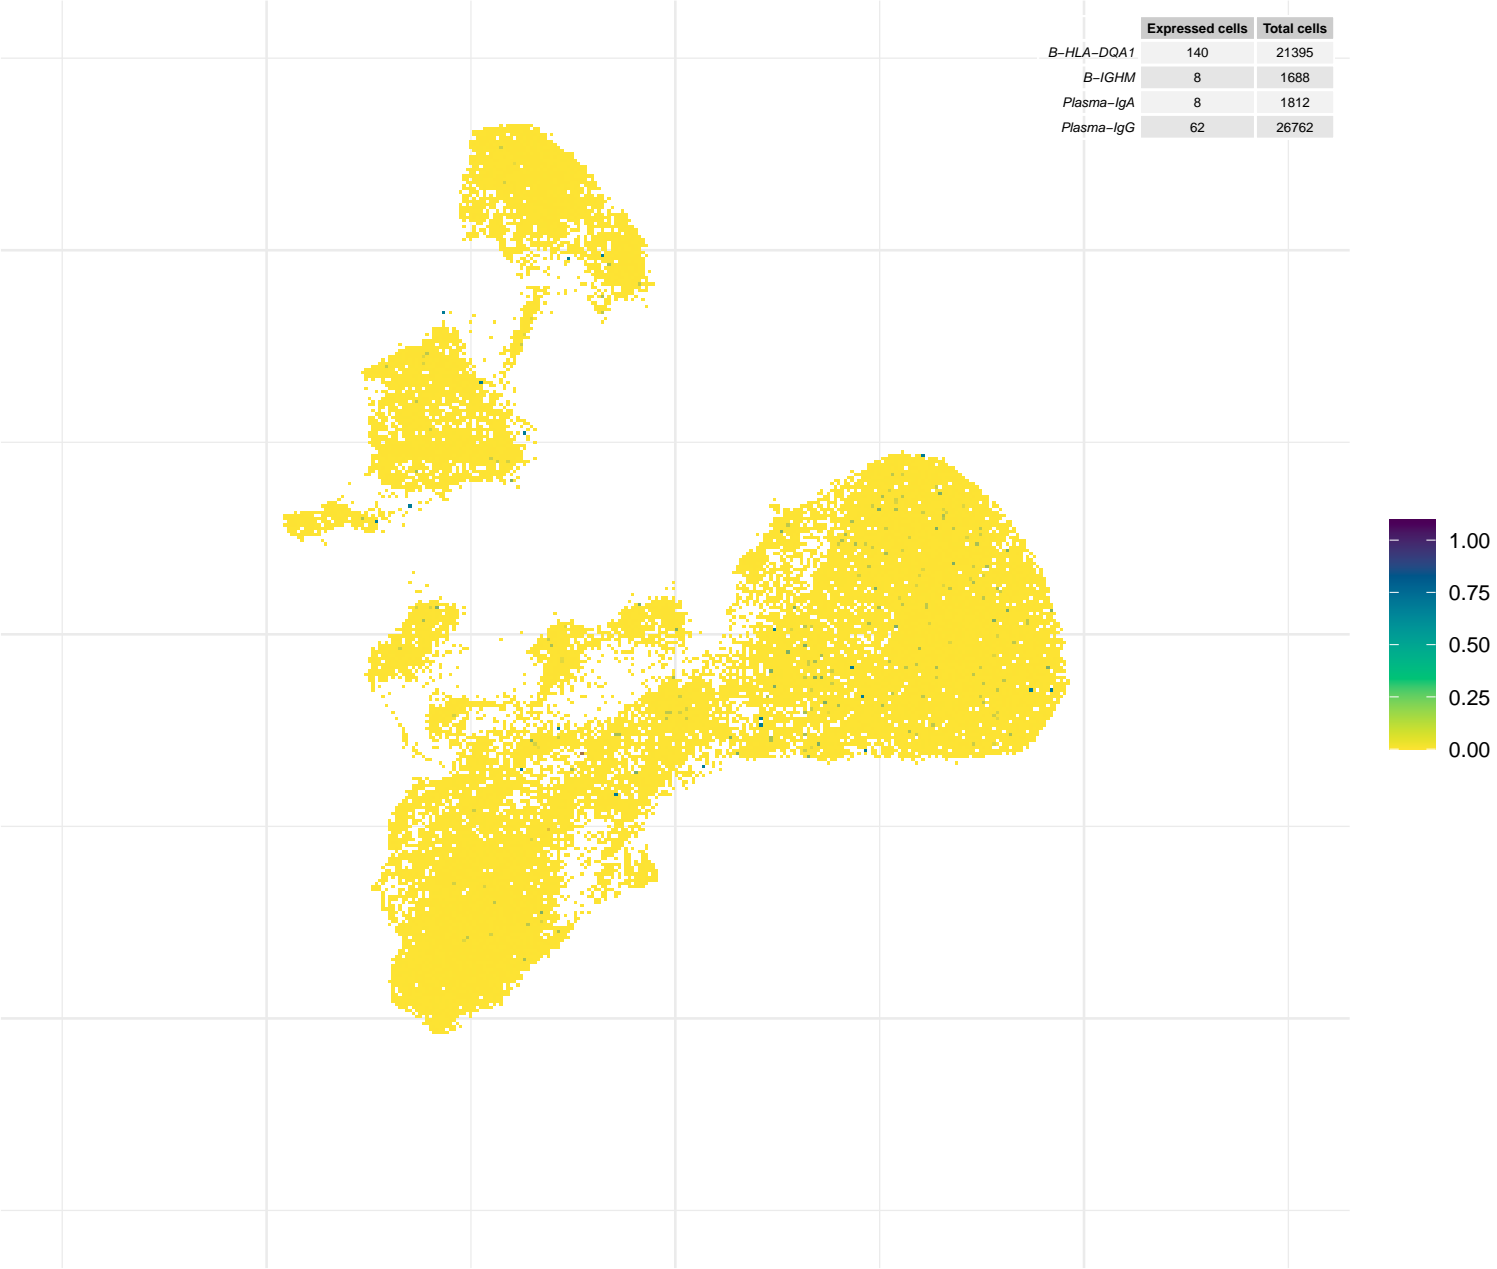 Expressed cells Total cells
B−HLA−DQA1 140 21395
B−IGHM 8 1688
Plasma−IgA 8 1812
Plasma−IgG 62 26762
1.00
0.75
0.50
0.25
0.00